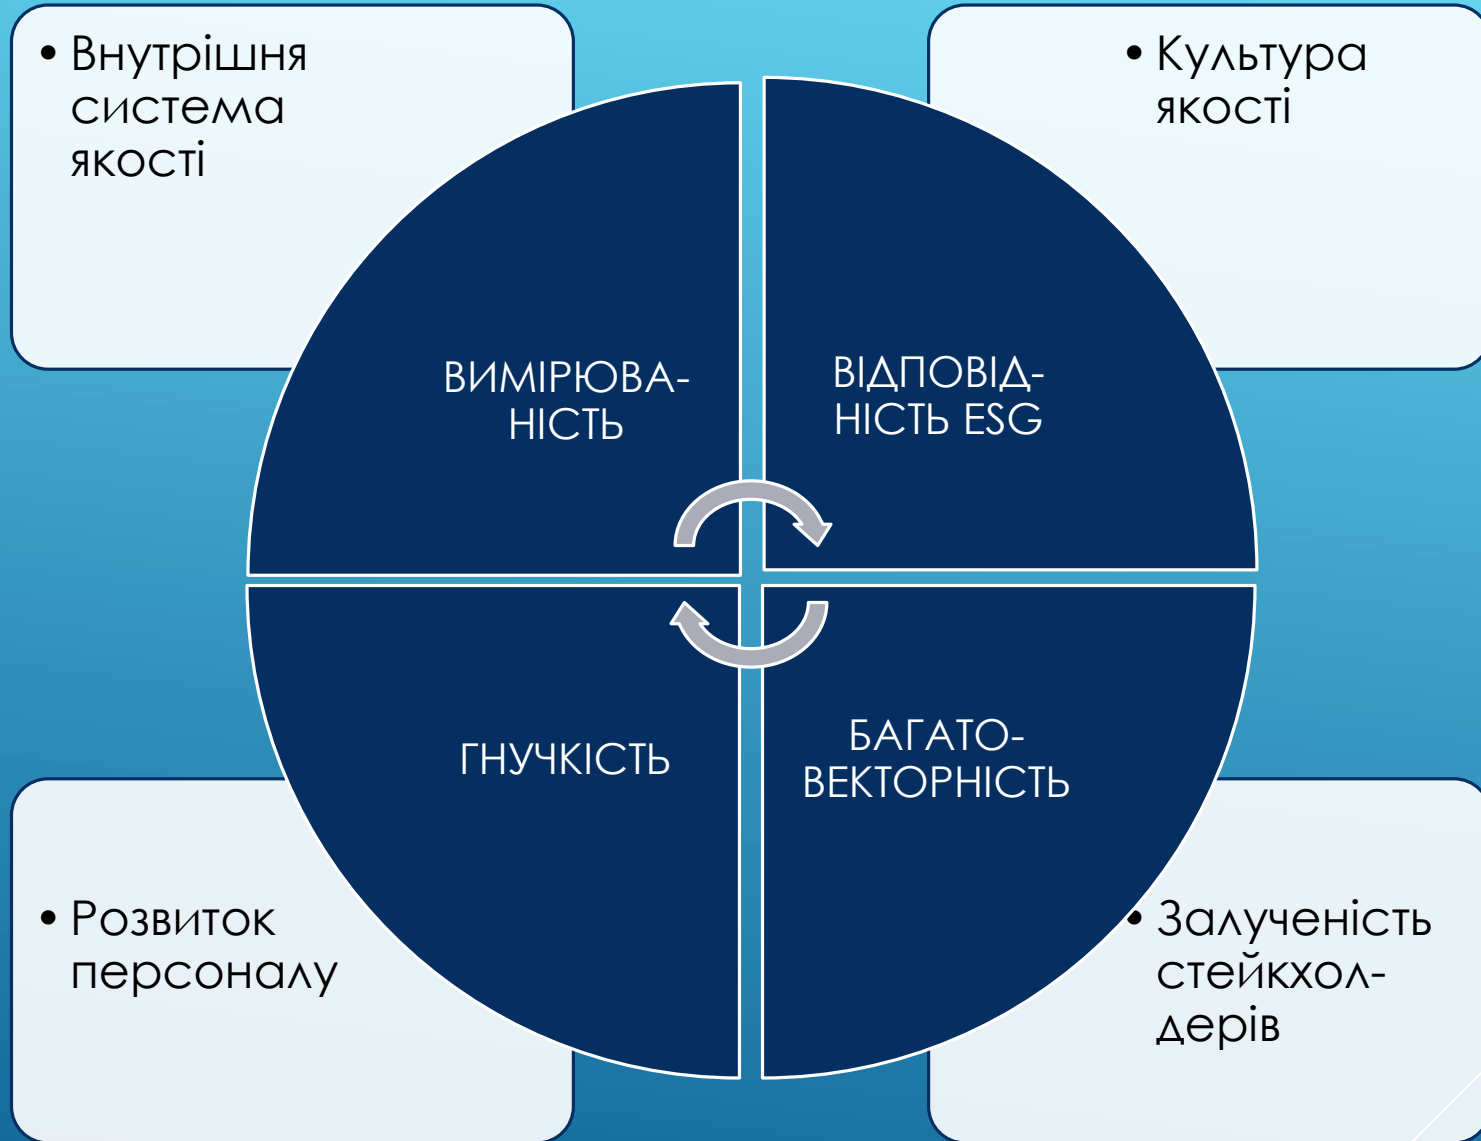 • Внутрішня
система
якості
• Культура
якості
ВИМІРЮВА-
НІСТЬ
ВІДПОВІД-
НІСТЬ ESG
ГНУЧКІСТЬ
БАГАТО-
ВЕКТОРНІСТЬ
• Розвиток
персоналу
• Залученість
стейкхол-
дерів